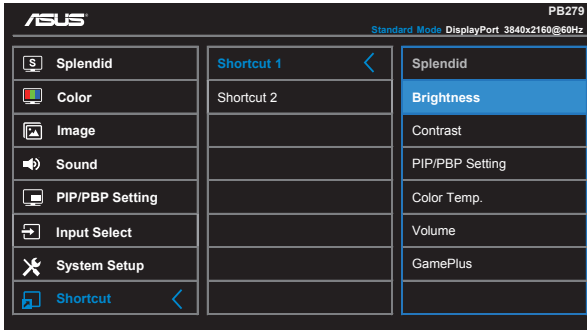 ASUS
PB279
Standard Mode DisplayPort 3840x2160@60Hz
S Splendid
Color
Image
Sound
PIP/PBP Setting
Input Select
System Setup
Shortcut
Shortcut 1
Shortcut 2
Splendid
Brightness
Contrast
PIP/PBP Setting
Color Temp.
Volume
GamePlus